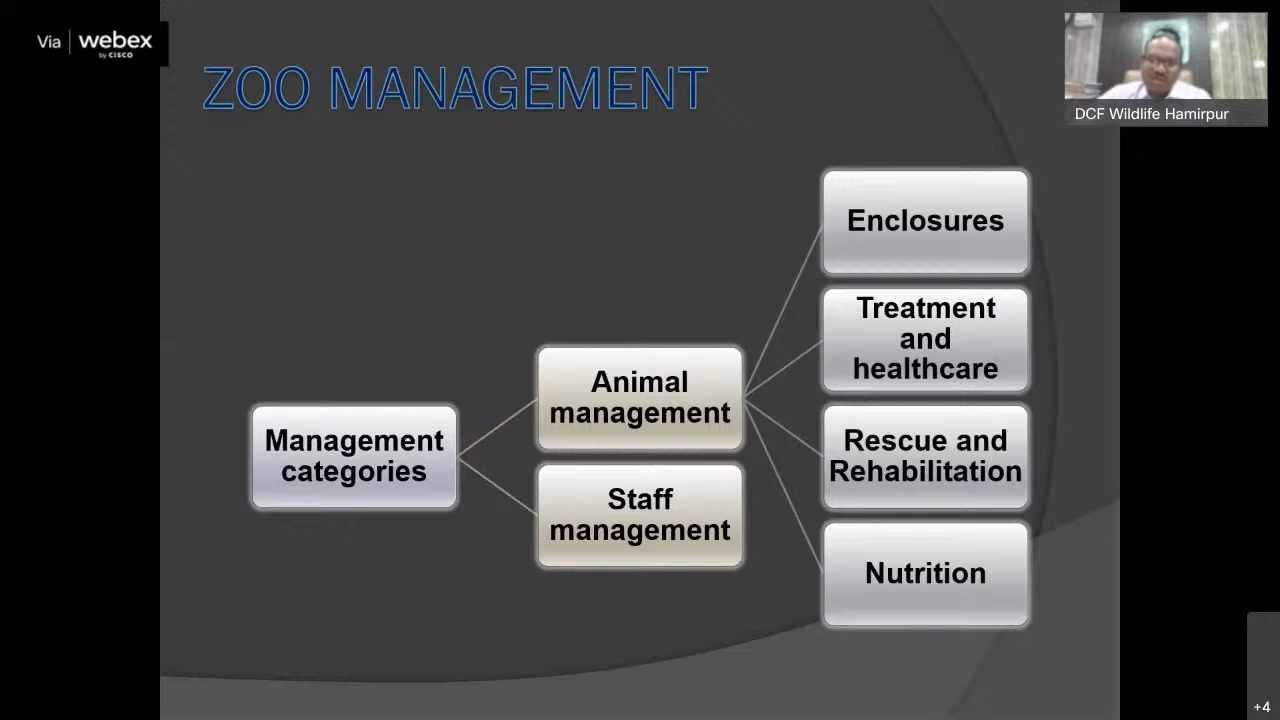 Via webex
by CISCO
DCF Wildlife Hamirpur
ZOO MANAGEMENT
Management
categories
Animal
management
Staff
management
Enclosures
Treatment
and
healthcare
Rescue and
Rehabilitation
Nutrition
+4